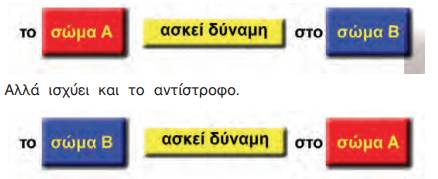 το σώμα Α ασκεί δύναμη στο σώμα Β
Αλλά ισχύει και το αντίστροφο.
το σώμα Β ασκεί δύναμη στο σώμα Α